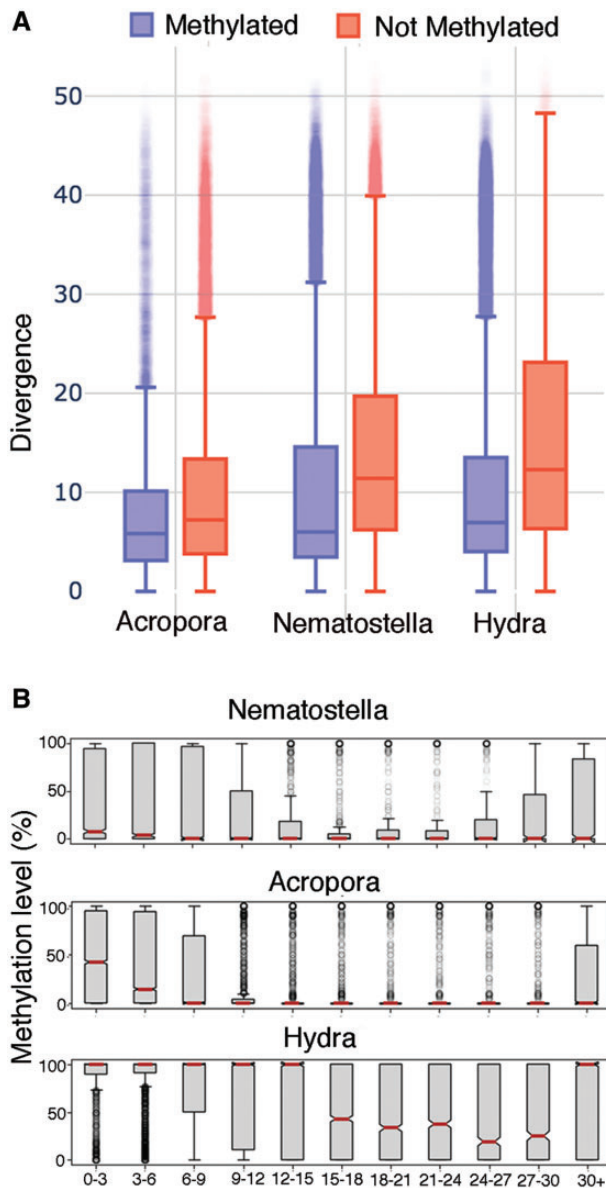 A
Methylated Not Methylated
Divergence
50
40
30
20
10
0
Acropora Nematostella Hydra
B
Methylation level (%)
Nematostella
100
50
0
Acropora
100
50
0
Hydra
100
50
0
0-3 3-6 6-9 9-12 12-15 15-18 18-21 21-24 24-27 27-30 30+